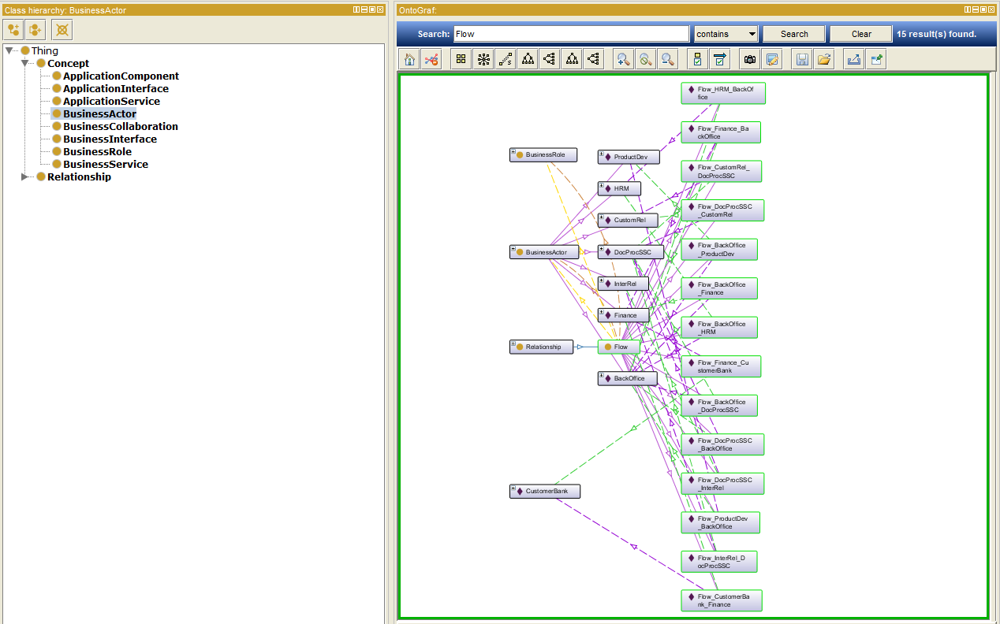 Class hierarchy: BusinessActor
Thing
Concept
ApplicationComponent
ApplicationInterface
ApplicationService
BusinessActor
BusinessCollaboration
BusinessInterface
BusinessRole
BusinessService
Relationship
OntoGraf:
Search:
Flow
contains
Search
Clear
15 result(s) found.
BusinessRole
BusinessActor
Relationship
CustomerBank
ProductDev
HRM
CustomRel
DocProcSSC
InterRel
Finance
Flow
BackOffice
Flow_HRM_BackOf
fice
Flow_Finance_Ba
ckOffice
Flow_CustomRel_
DocProcSSC
Flow_DocProcSSC
_CustomRel
Flow_BackOffice
_ProductDev
Flow_BackOffice
_Finance
Flow_BackOffice
_HRM
Flow_Finance_Cu
stomerBank
Flow_BackOffice
_DocProcSSC
Flow_DocProcSSC
_BackOffice
Flow_DocProcSSC
_InterRel
Flow_ProductDev
_BackOffice
Flow_InterRel_D
ocProcSSC
Flow_CustomerBa
nk_Finance